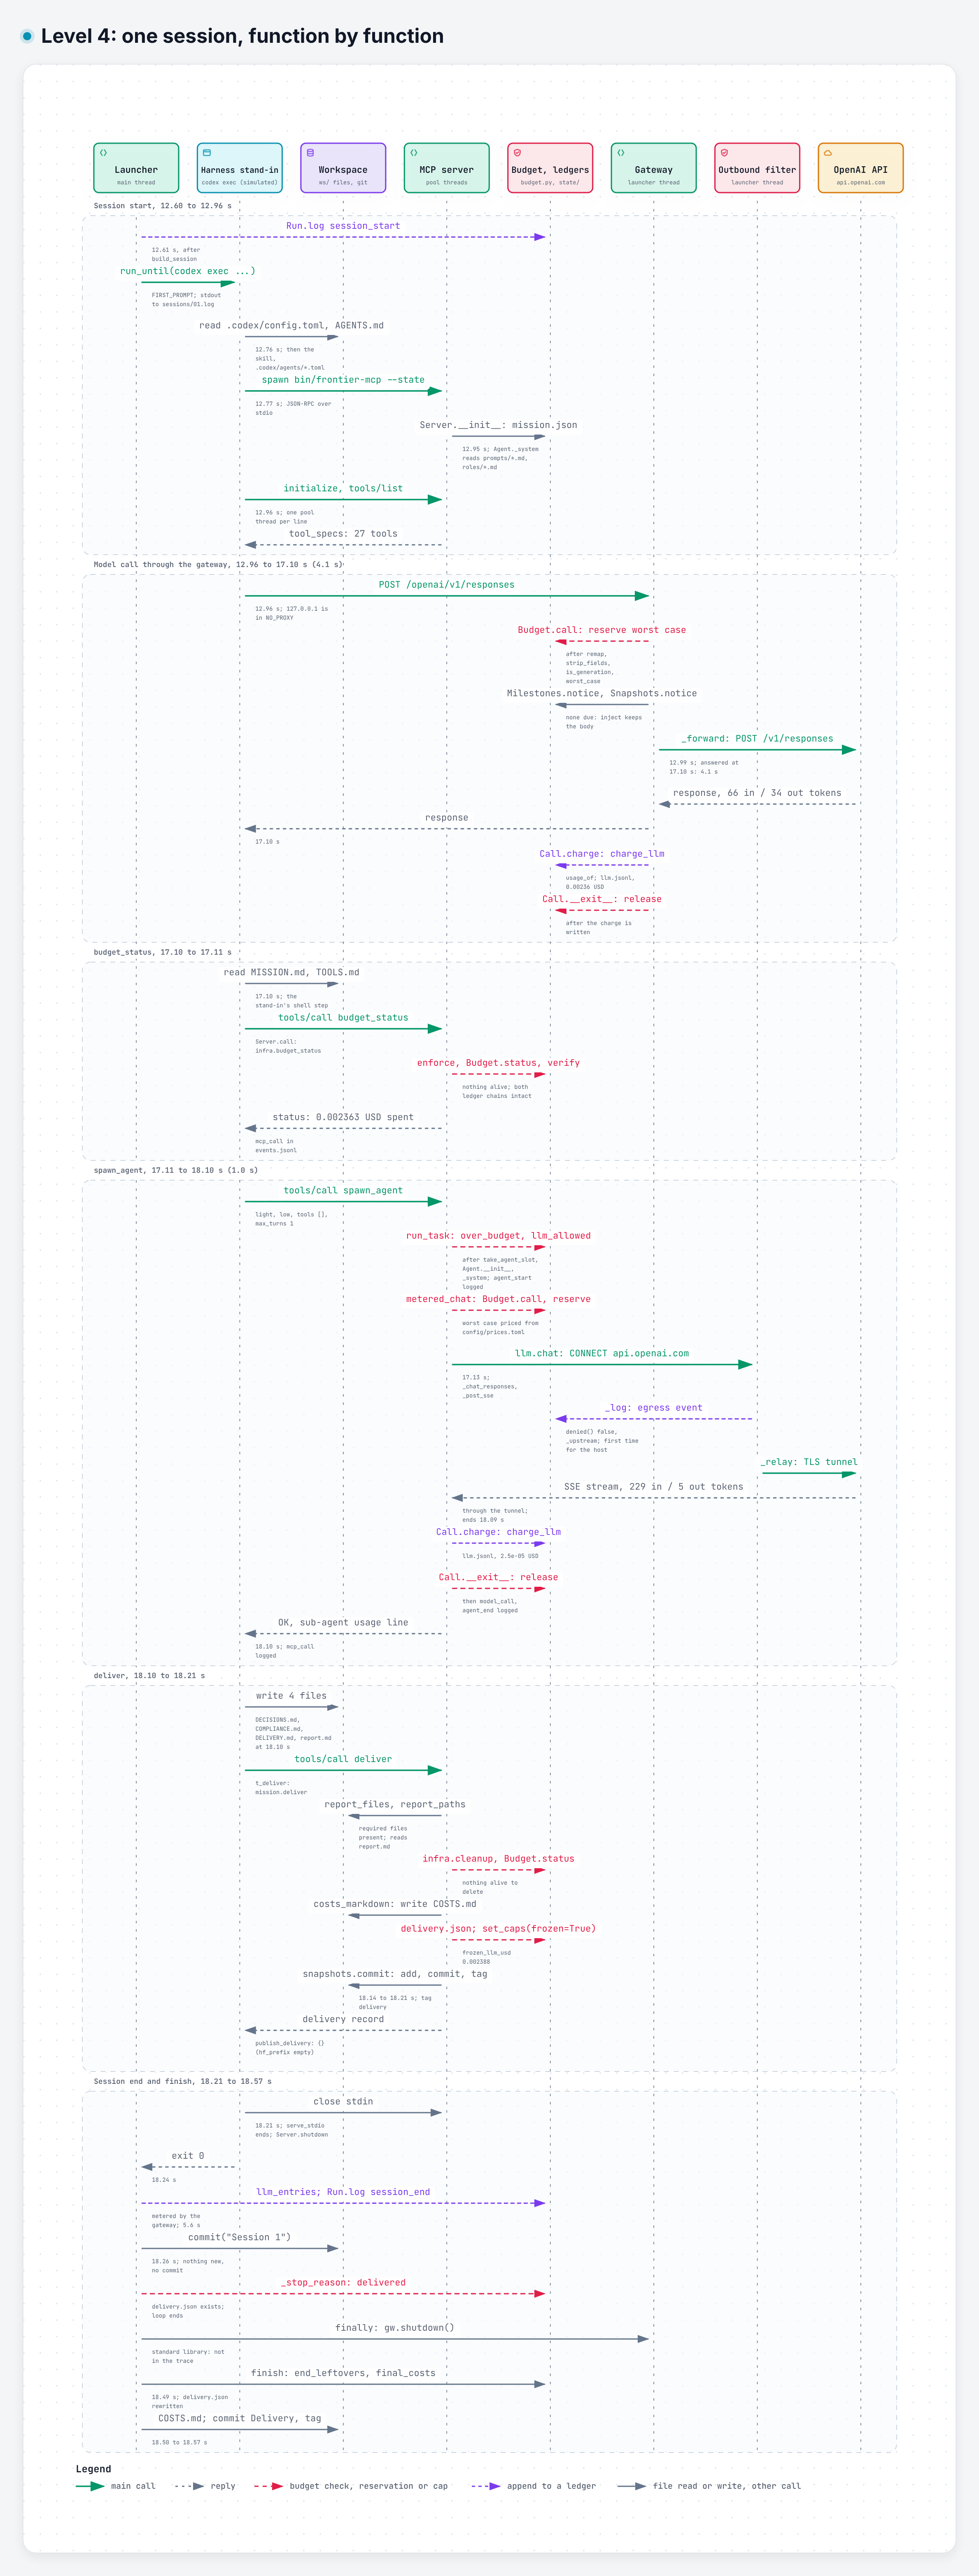 Level 4: one session, function by function
Launcher
main thread
Harness stand-in
codex exec (simulated)
Workspace
ws/ files, git
MCP server
pool threads
Budget, ledgers
budget.py, state/
Gateway
launcher thread
Outbound filter
launcher thread
OpenAI API
api.openai.com
Session start, 12.60 to 12.96 s
Run.log session_start
12.61 s, after
build_session
run_until(codex exec ...)
FIRST_PROMPT; stdout
to sessions/01.log
read .codex/config.toml, AGENTS.md
12.76 s; then the
skill,
.codex/agents/*.toml
spawn bin/frontier-mcp --state
12.77 s; JSON-RPC over
stdio
Server.__init__: mission.json
12.95 s; Agent._system
reads prompts/*.md,
roles/*.md
initialize, tools/list
12.96 s; one pool
thread per line
tool_specs: 27 tools
Model call through the gateway, 12.96 to 17.10 s (4.1 s)
POST /openai/v1/responses
12.96 s; 127.0.0.1 is
in NO_PROXY
Budget.call: reserve worst case
after remap,
strip_fields,
is_generation,
worst_case
Milestones.notice, Snapshots.notice
none due: inject keeps
the body
_forward: POST /v1/responses
12.99 s; answered at
17.10 s: 4.1 s
response, 66 in / 34 out tokens
response
17.10 s
Call.charge: charge_llm
usage_of; llm.jsonl,
0.00236 USD
Call.__exit__: release
after the charge is
written
budget_status, 17.10 to 17.11 s
read MISSION.md, TOOLS.md
17.10 s; the
stand-in's shell step
tools/call budget_status
Server.call:
infra.budget_status
enforce, Budget.status, verify
nothing alive; both
ledger chains intact
status: 0.002363 USD spent
mcp_call in
events.jsonl
spawn_agent, 17.11 to 18.10 s (1.0 s)
tools/call spawn_agent
light, low, tools [],
max_turns 1
run_task: over_budget, llm_allowed
after take_agent_slot,
Agent.__init__,
_system; agent_start
logged
metered_chat: Budget.call, reserve
worst case priced from
config/prices.toml
llm.chat: CONNECT api.openai.com
17.13 s;
_chat_responses,
_post_sse
_log: egress event
denied() false,
_upstream; first time
for the host
_relay: TLS tunnel
SSE stream, 229 in / 5 out tokens
through the tunnel;
ends 18.09 s
Call.charge: charge_llm
llm.jsonl, 2.5e-05 USD
Call.__exit__: release
then model_call,
agent_end logged
OK, sub-agent usage line
18.10 s; mcp_call
logged
deliver, 18.10 to 18.21 s
write 4 files
DECISIONS.md,
COMPLIANCE.md,
DELIVERY.md, report.md
at 18.10 s
tools/call deliver
t_deliver:
mission.deliver
report_files, report_paths
required files
present; reads
report.md
infra.cleanup, Budget.status
nothing alive to
delete
costs_markdown: write COSTS.md
delivery.json; set_caps(frozen=True)
frozen_llm_usd
0.002388
snapshots.commit: add, commit, tag
18.14 to 18.21 s; tag
delivery
delivery record
publish_delivery: {}
(hf_prefix empty)
Session end and finish, 18.21 to 18.57 s
close stdin
18.21 s; serve_stdio
ends; Server.shutdown
exit 0
18.24 s
llm_entries; Run.log session_end
metered by the
gateway; 5.6 s
commit("Session 1")
18.26 s; nothing new,
no commit
_stop_reason: delivered
delivery.json exists;
loop ends
finally: gw.shutdown()
standard library: not
in the trace
finish: end_leftovers, final_costs
18.49 s; delivery.json
rewritten
COSTS.md; commit Delivery, tag
18.50 to 18.57 s
Legend
main call
reply
budget check, reservation or cap
append to a ledger
file read or write, other call